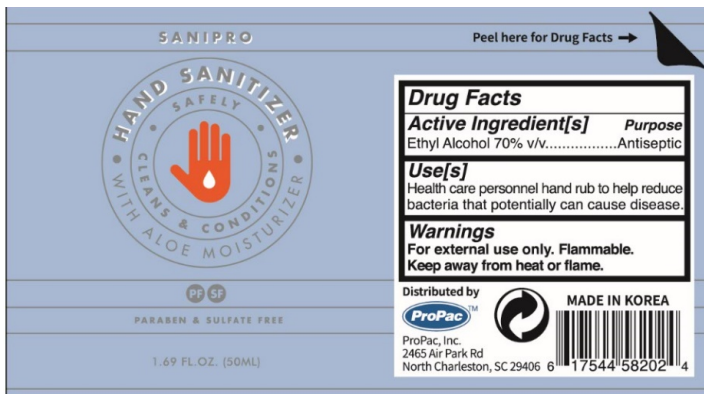 SANIPRO
HAND SANITIZER
SAFELY
CLEANS & CONDITIONS
WITH ALOE MOISTURIZER
PF SF
PARABEN & SULFATE FREE
1.69 FL.OZ. (50ML)
Peel here for Drug Facts
Drug Facts
Active Ingredient[s] Purpose
Ethyl Alcohol 70% v/v.................Antiseptic
Use[s]
Health care personnel hand rub to help reduce
bacteria that potentially can cause disease.
Warnings
For external use only. Flammable.
Keep away from heat or flame.
Distributed by
ProPac™
ProPac, Inc.
2465 Air Park Rd
North Charleston, SC 29406
MADE IN KOREA
6 17544 58202 4